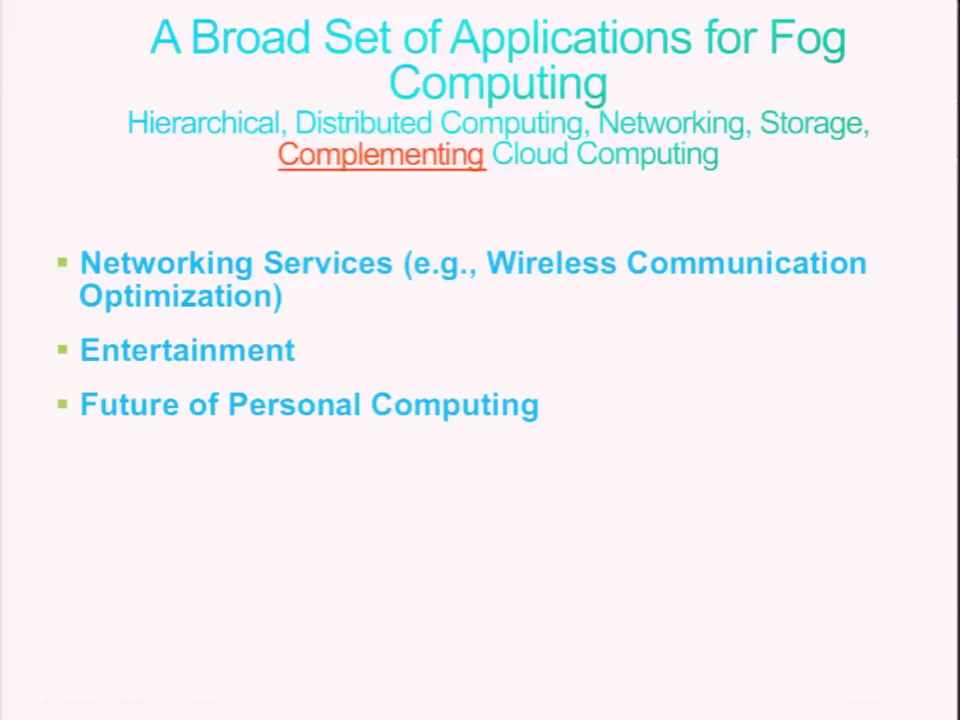 A Broad Set of Applications for Fog
Computing
Hierarchical, Distributed Computing, Networking, Storage,
Complementing Cloud Computing
▪ Networking Services (e.g., Wireless Communication
Optimization)
▪ Entertainment
▪ Future of Personal Computing